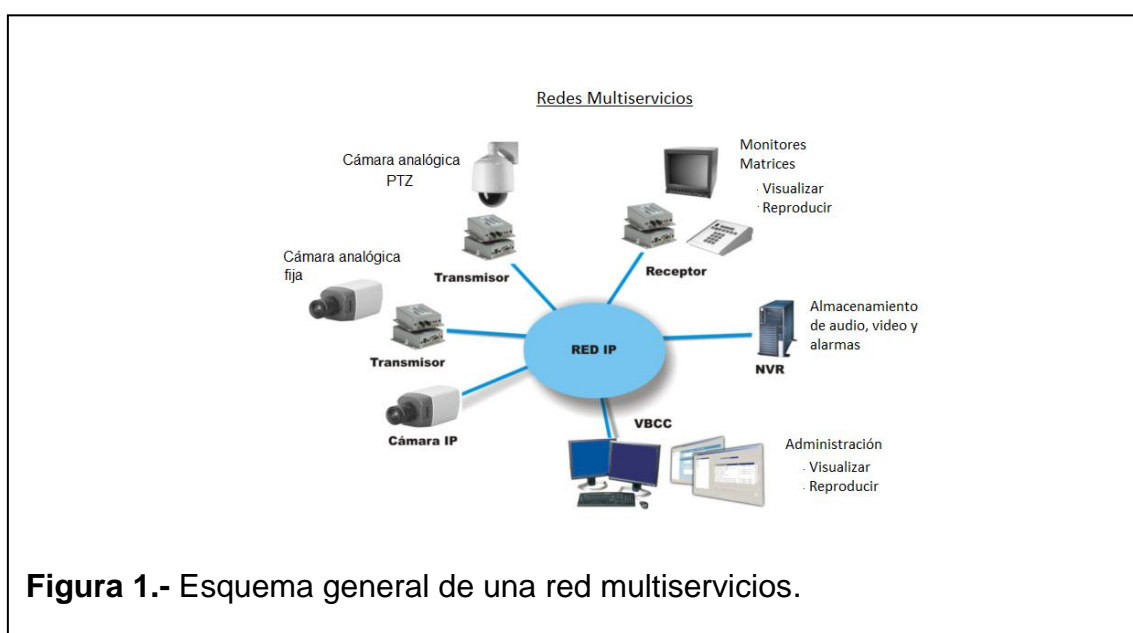 Redes Multiservicios
Cámara analógica
PTZ
Monitores
Matrices
· Visualizar
· Reproducir
Cámara analógica
fija
Transmisor
Receptor
Almacenamiento
de audio, video y
alarmas
Transmisor
RED IP
NVR
Cámara IP
VBCC
Administración
· Visualizar
· Reproducir
Figura 1.- Esquema general de una red multiservicios.